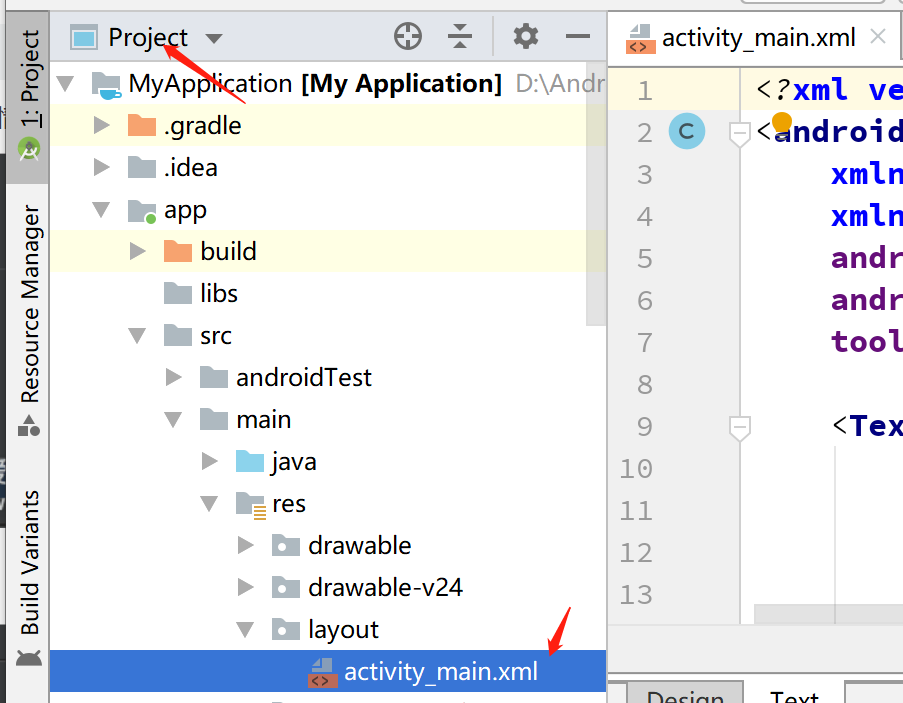 1: Project
Resource Manager
Build Variants
Project
MyApplication [My Application] D:\Andr
.gradle
.idea
app
build
libs
src
androidTest
main
java
res
drawable
drawable-v24
layout
activity_main.xml
activity_main.xml
1 <?xml ve
2 C <android
3 xmln
4 xmln
5 andr
6 andr
7 tool
8
9 <Tex
10
11
12
13
Design Text